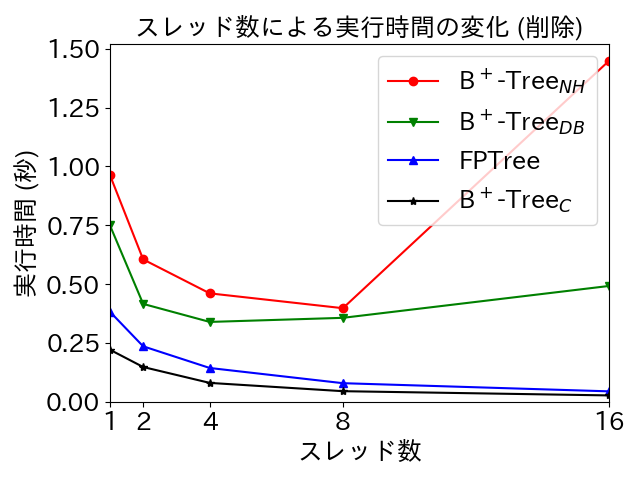 スレッド数による実行時間の変化 (削除)
実行時間 (秒)
1.50
1.25
1.00
0.75
0.50
0.25
0.00
B⁺-Tree_NH
B⁺-Tree_DB
FPTree
B⁺-Tree_C
1 2 4 8 16
スレッド数